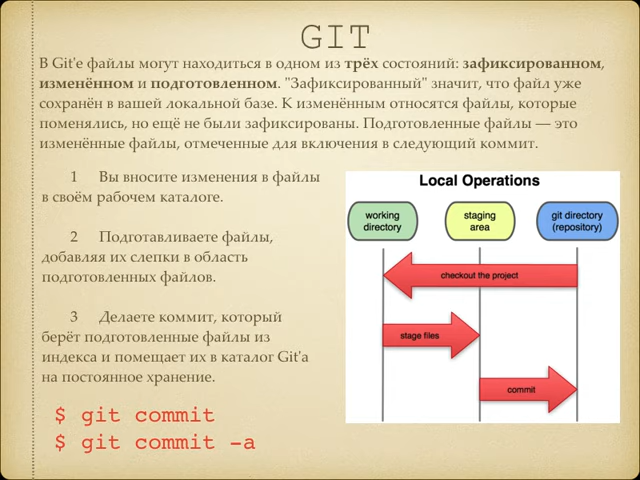 GIT
В Git'е файлы могут находиться в одном из трёх состояний: зафиксированном,
изменённом и подготовленном. "Зафиксированный" значит, что файл уже
сохранён в вашей локальной базе. К изменённым относятся файлы, которые
поменялись, но ещё не были зафиксированы. Подготовленные файлы — это
изменённые файлы, отмеченные для включения в следующий коммит.
1 Вы вносите изменения в файлы
в своём рабочем каталоге.
2 Подготавливаете файлы,
добавляя их слепки в область
подготовленных файлов.
3 Делаете коммит, который
берёт подготовленные файлы из
индекса и помещает их в каталог Git'а
на постоянное хранение.
$ git commit
$ git commit -a
Local Operations
working
directory
staging
area
git directory
(repository)
checkout the project
stage files
commit